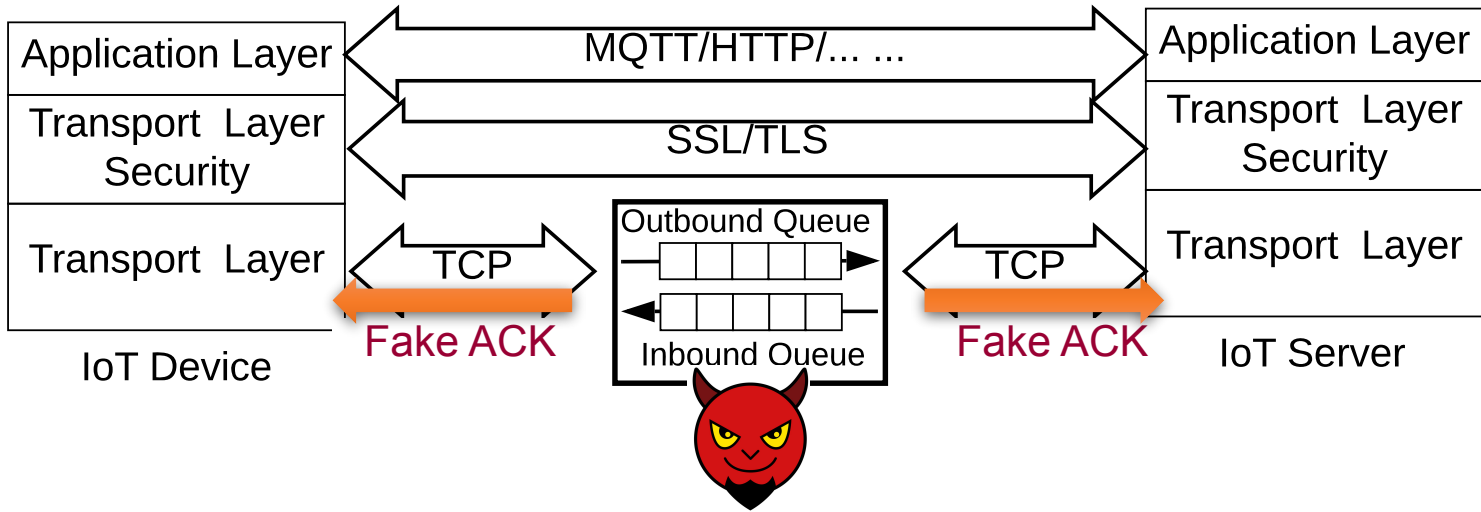 Application Layer
Transport Layer
Security
Transport Layer
IoT Device
MQTT/HTTP/... ...
SSL/TLS
TCP
Fake ACK
Outbound Queue
Inbound Queue
TCP
Fake ACK
Application Layer
Transport Layer
Security
Transport Layer
IoT Server